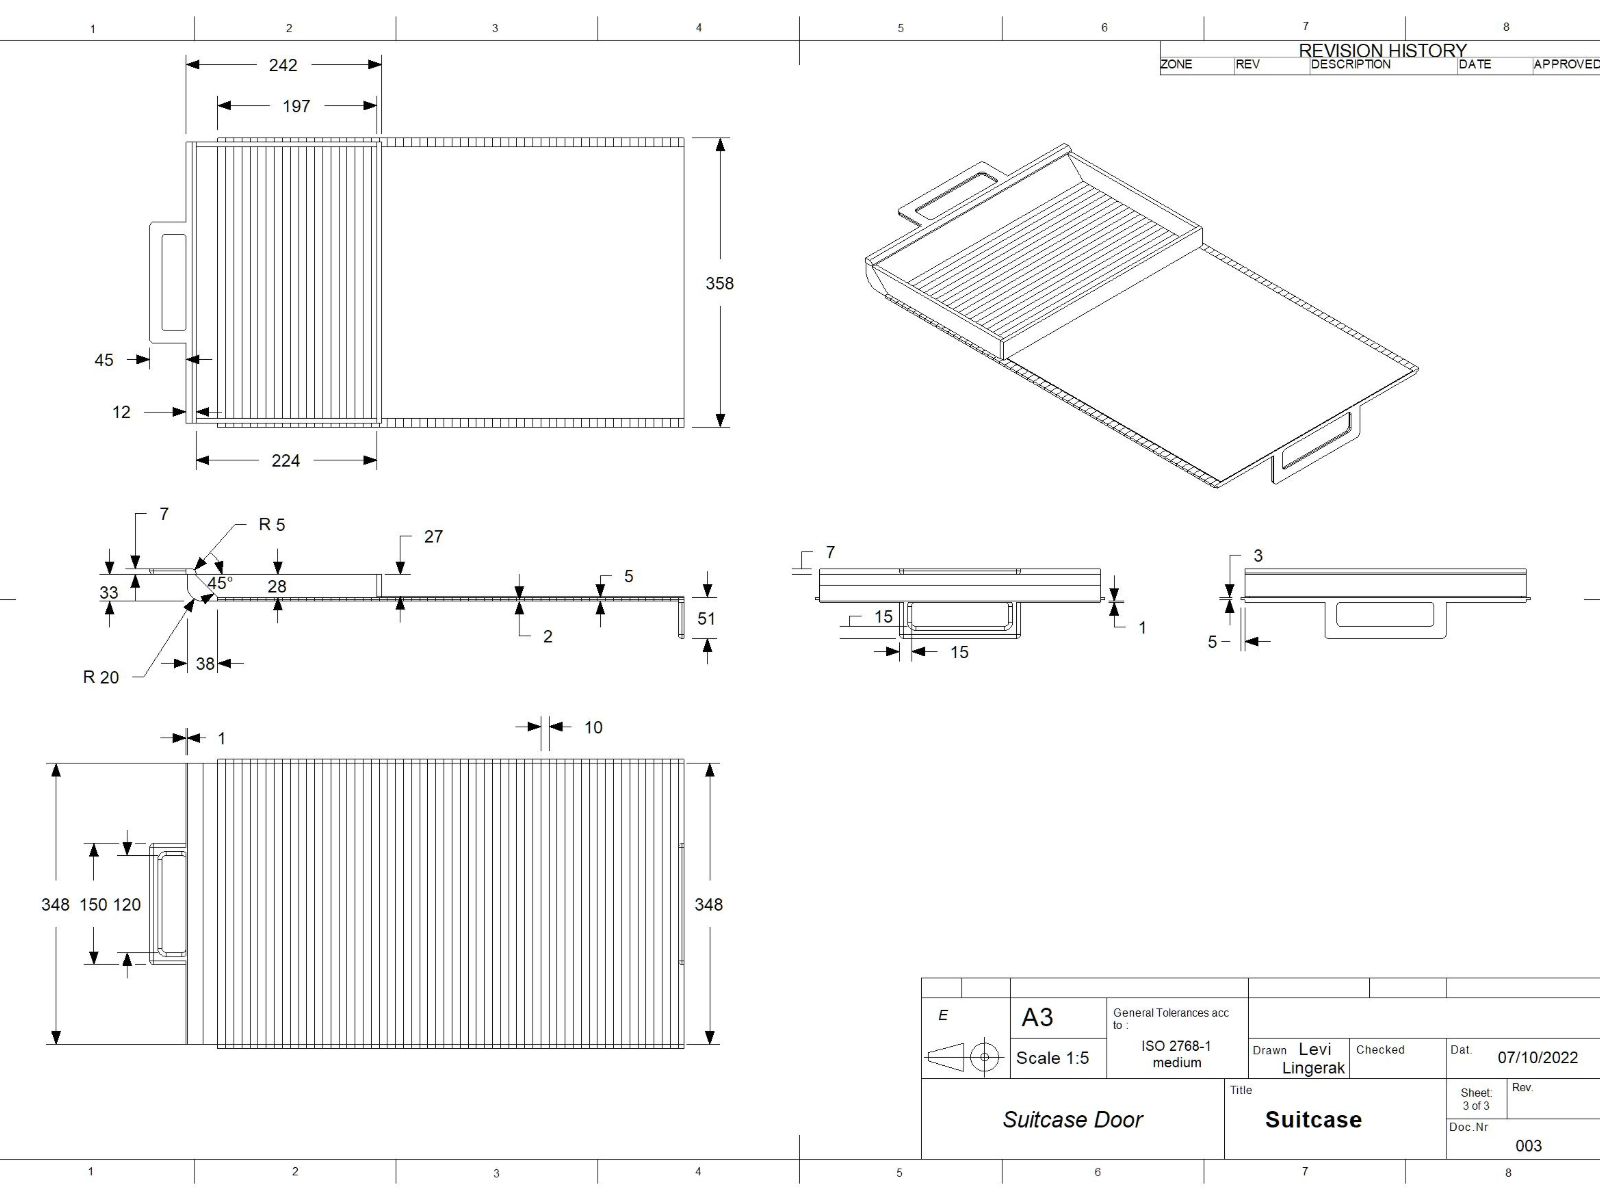 1 2 3 4 5 6 7 8
REVISION HISTORY
ZONE REV DESCRIPTION DATE APPROVED
242
197
358
45
12
224
7
R 5
27
45°
28
33
5
51
2
38
R 20
7
15
15
1
3
5
10
1
348 150 120
348
E
A3
Scale 1:5
General Tolerances acc
to :
ISO 2768-1
medium
Drawn Levi
Lingerak
Checked
Dat.
07/10/2022
Suitcase Door
Title
Suitcase
Sheet:
3 of 3
Rev.
Doc.Nr
003
1 2 3 4 5 6 7 8